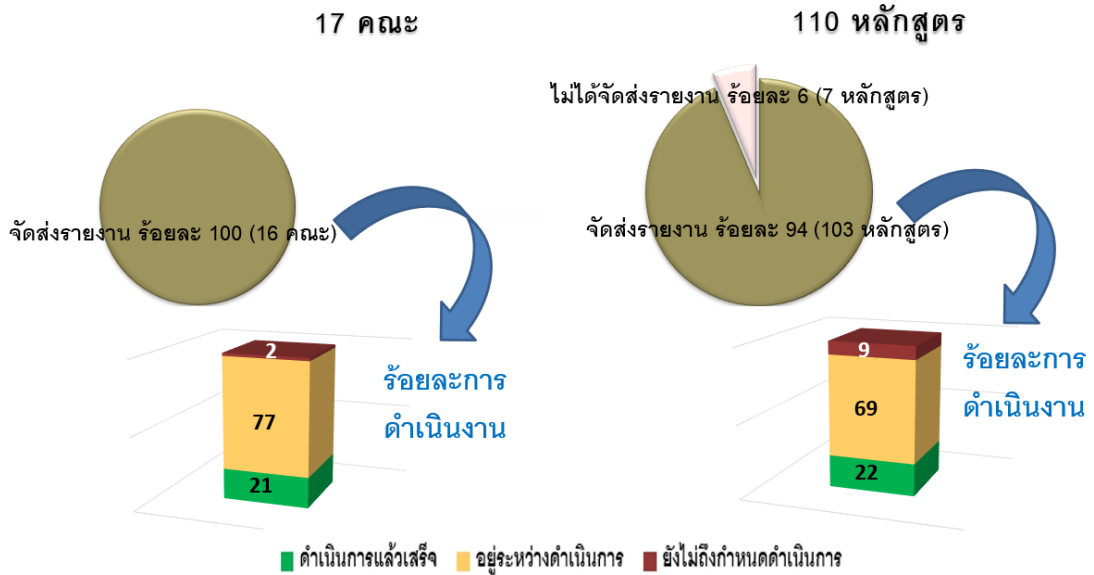 17 คณะ
110 หลักสูตร
ไม่ได้จัดส่งรายงาน ร้อยละ 6 (7 หลักสูตร)
จัดส่งรายงาน ร้อยละ 100 (16 คณะ)
จัดส่งรายงาน ร้อยละ 94 (103 หลักสูตร)
2
77
21
ร้อยละการ
ดำเนินงาน
9
69
22
ร้อยละการ
ดำเนินงาน
ดำเนินการแล้วเสร็จ อยู่ระหว่างดำเนินการ ยังไม่ถึงกำหนดดำเนินการ